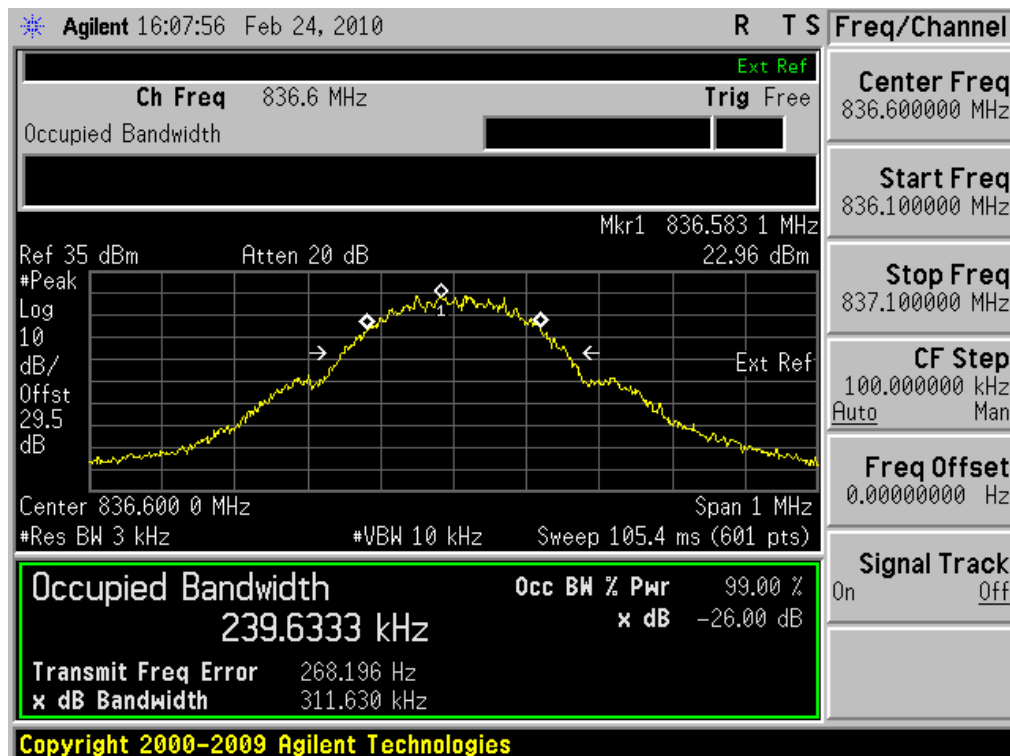 Agilent 16:07:56 Feb 24, 2010 R T S
Freq/Channel
Ext Ref
Ch Freq 836.6 MHz Trig Free
Occupied Bandwidth
Mkr1 836.583 1 MHz
Ref 35 dBm Atten 20 dB 22.96 dBm
#Peak
Log
10
dB/
Offst
29.5
dB
1
Ext Ref
Center 836.600 0 MHz Span 1 MHz
#Res BW 3 kHz #VBW 10 kHz Sweep 105.4 ms (601 pts)
Occupied Bandwidth
239.6333 kHz
Occ BW % Pwr 99.00 %
x dB -26.00 dB
Transmit Freq Error 268.196 Hz
x dB Bandwidth 311.630 kHz
Center Freq
836.600000 MHz
Start Freq
836.100000 MHz
Stop Freq
837.100000 MHz
CF Step
100.000000 kHz
Auto Man
Freq Offset
0.00000000 Hz
Signal Track
On Off
Copyright 2000-2009 Agilent Technologies